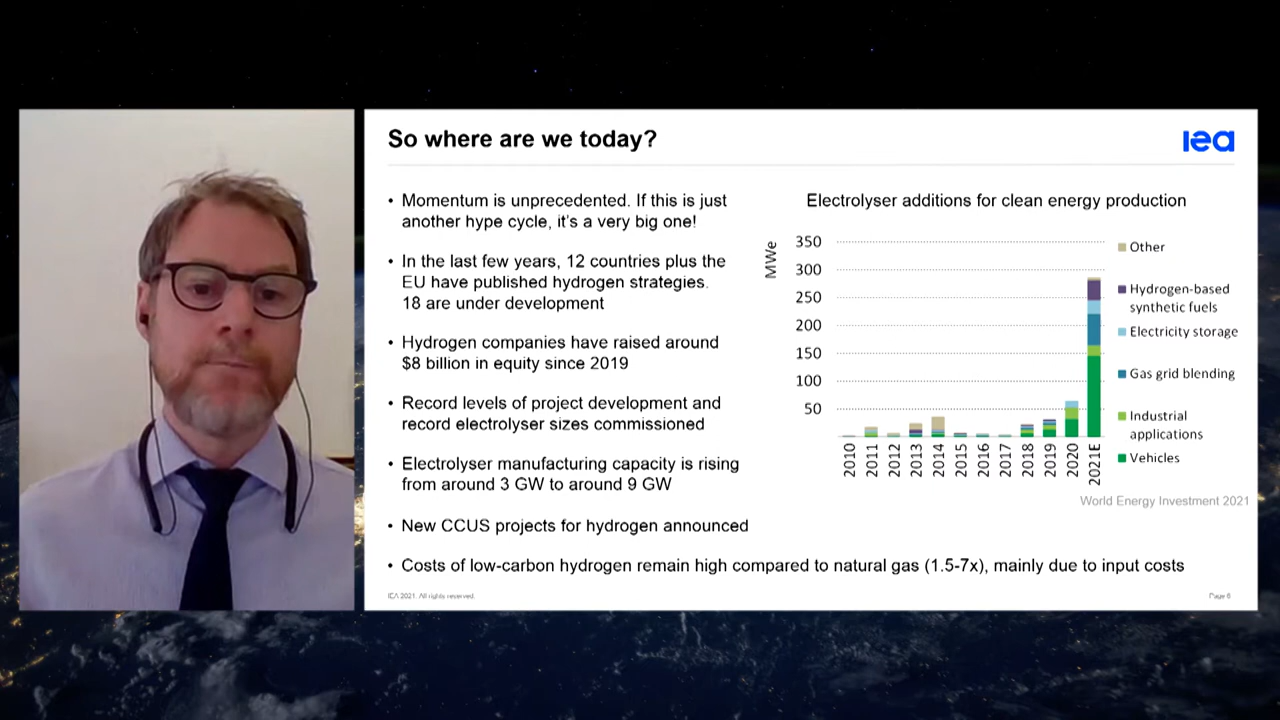 So where are we today?
iea
• Momentum is unprecedented. If this is just
another hype cycle, it's a very big one!
• In the last few years, 12 countries plus the
EU have published hydrogen strategies.
18 are under development
• Hydrogen companies have raised around
$8 billion in equity since 2019
• Record levels of project development and
record electrolyser sizes commissioned
• Electrolyser manufacturing capacity is rising
from around 3 GW to around 9 GW
• New CCUS projects for hydrogen announced
• Costs of low-carbon hydrogen remain high compared to natural gas (1.5-7x), mainly due to input costs
Electrolyser additions for clean energy production
MWe
350
300
250
200
150
100
50
2010
2011
2012
2013
2014
2015
2016
2017
2018
2019
2020
2021E
Other
Hydrogen-based
synthetic fuels
Electricity storage
Gas grid blending
Industrial
applications
Vehicles
World Energy Investment 2021
IEA 2021. All rights reserved.
Page 6